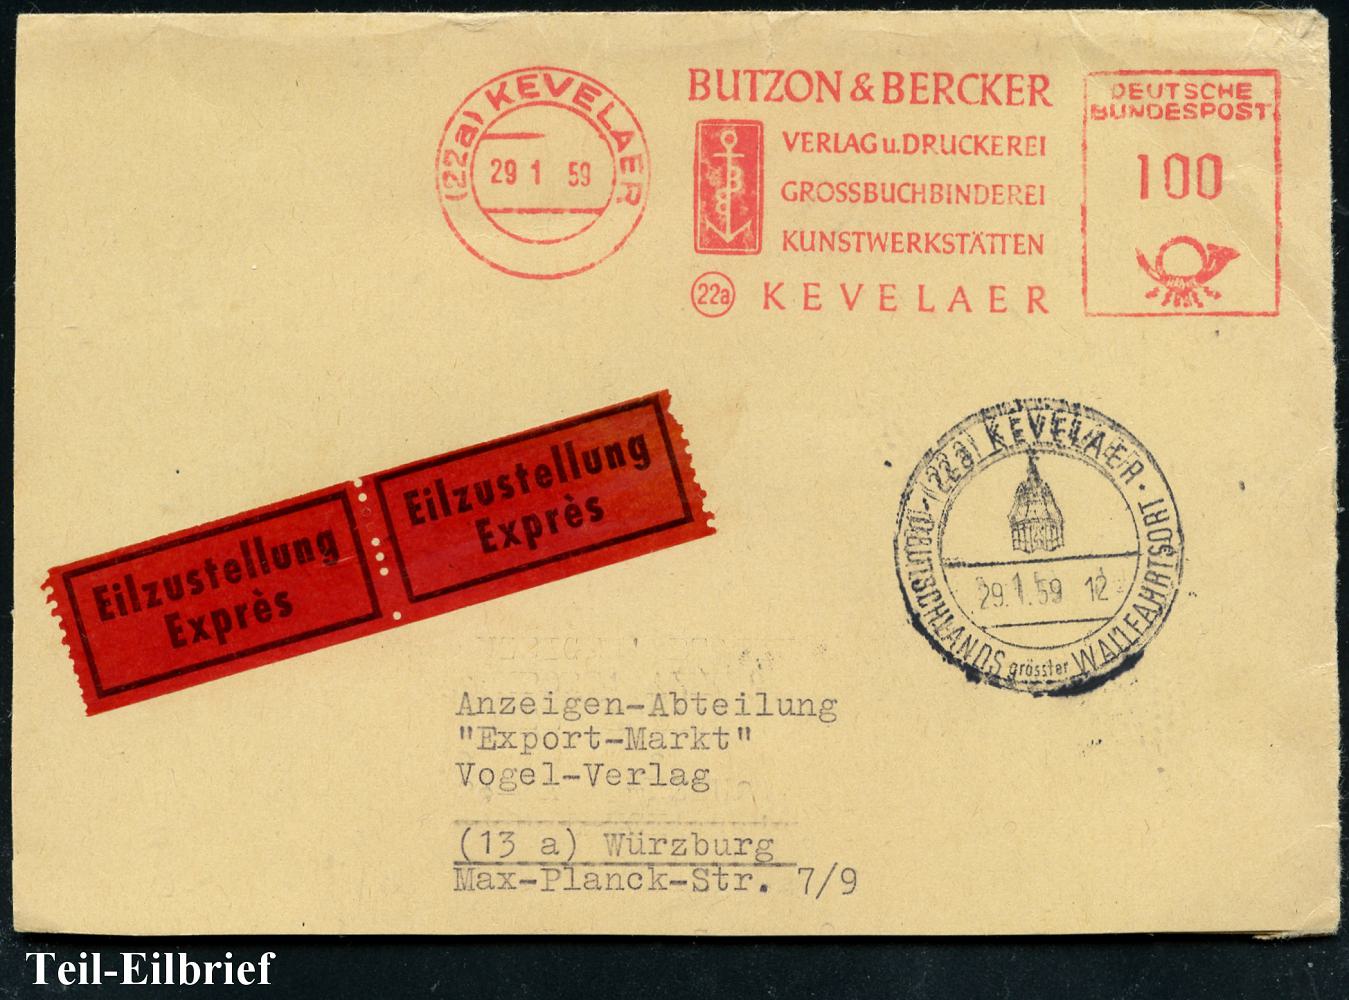 (22a) KEVELAER
29 1 59
BUTZON & BERCKER
VERLAG u. DRUCKEREI
GROSSBUCHBINDEREI
KUNSTWERKSTÄTTEN
22a KEVELAER
B & B
DEUTSCHE
BUNDESPOST
100
Eilzustellung
Exprès
Eilzustellung
Exprès
(22a) KEVELAER
29.1.59 12
DEUTSCHLANDS grösster WALLFAHRTSORT
Anzeigen-Abteilung
"Export-Markt"
Vogel-Verlag
(13 a) Würzburg
Max-Planck-Str. 7/9
Teil-Eilbrief